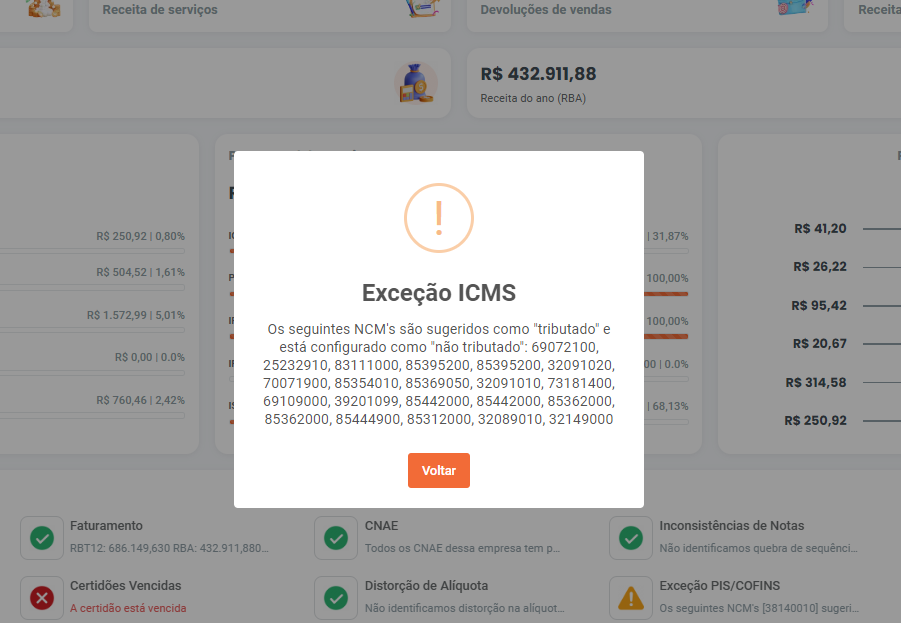 Receita de serviços
Devoluções de vendas
Receita
R$ 432.911,88
Receita do ano (RBA)
R$ 250,92 | 0,80%
R$ 504,52 | 1,61%
R$ 1.572,99 | 5,01%
R$ 0,00 | 0.0%
R$ 760,46 | 2,42%
| 31,87%
100,00%
100,00%
00 | 0.0%
| 68,13%
R$ 41,20
R$ 26,22
R$ 95,42
R$ 20,67
R$ 314,58
R$ 250,92
!
Exceção ICMS
Os seguintes NCM's são sugeridos como "tributado" e
está configurado como "não tributado": 69072100,
25232910, 83111000, 85395200, 85395200, 32091020,
70071900, 85354010, 85369050, 32091010, 73181400,
69109000, 39201099, 85442000, 85442000, 85362000,
85362000, 85444900, 85312000, 32089010, 32149000
Voltar
Faturamento
RBT12: 686.149,630 RBA: 432.911,880...
CNAE
Todos os CNAE dessa empresa tem p...
Inconsistências de Notas
Não identificamos quebra de sequênci...
Certidões Vencidas
A certidão está vencida
Distorção de Alíquota
Não identificamos distorção na alíquot...
Exceção PIS/COFINS
Os seguintes NCM's [38140010] sugeri...